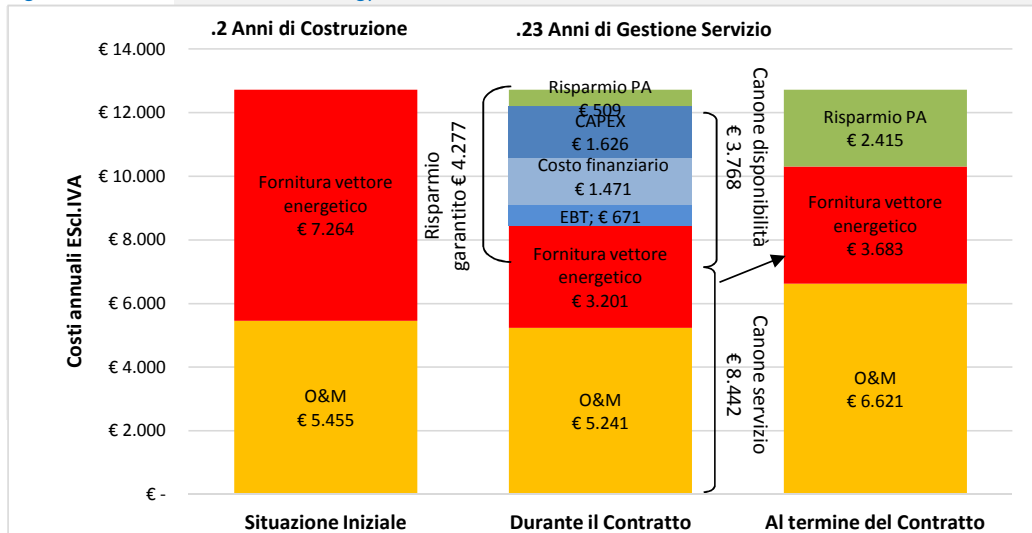 .2 Anni di Costruzione
.23 Anni di Gestione Servizio
Costi annuali EScl.IVA
€ 14.000
€ 12.000
€ 10.000
€ 8.000
€ 6.000
€ 4.000
€ 2.000
€ -
Fornitura vettore
energetico
€ 7.264
O&M
€ 5.455
Situazione Iniziale
Risparmio
garantito € 4.277
Risparmio PA
€ 509
CAPEX
€ 1.626
Costo finanziario
€ 1.471
EBT; € 671
Fornitura vettore
energetico
€ 3.201
O&M
€ 5.241
Durante il Contratto
Canone disponibilità
€ 3.768
Canone servizio
€ 8.442
Risparmio PA
€ 2.415
Fornitura vettore
energetico
€ 3.683
O&M
€ 6.621
Al termine del Contratto